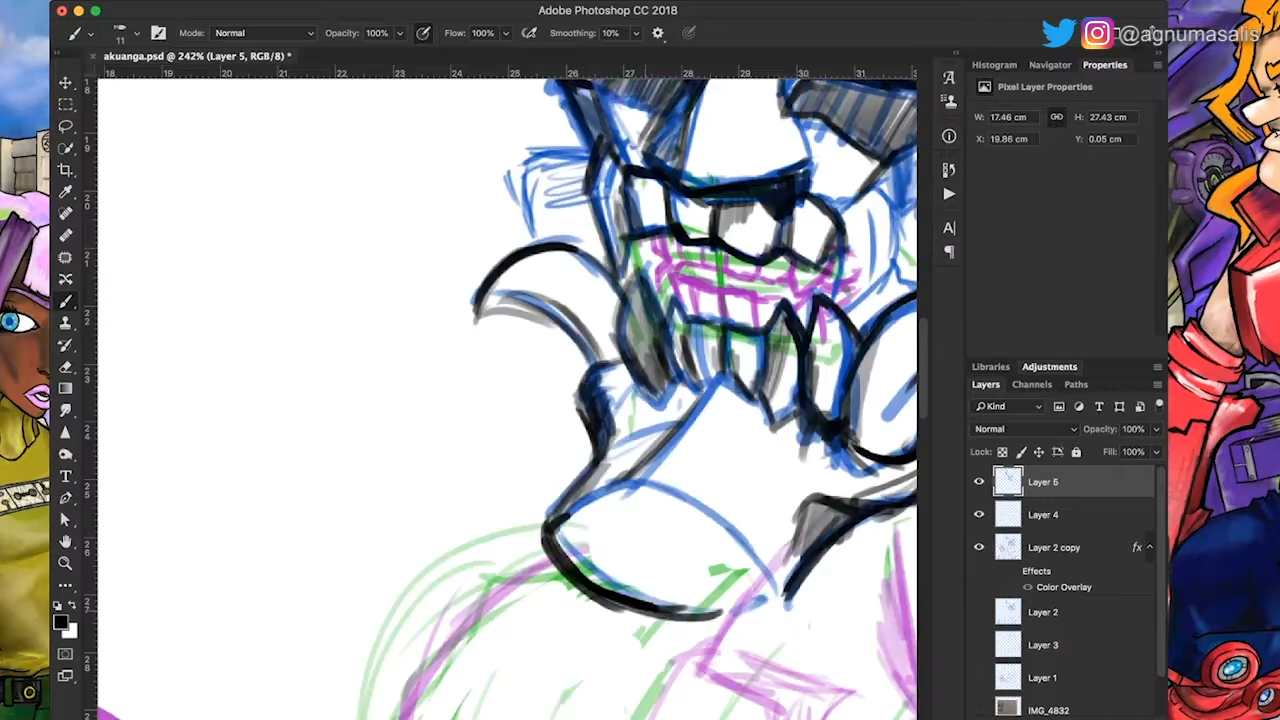 Adobe Photoshop CC 2018
@agnumasalis
11
Mode: Normal
Opacity: 100%
Flow: 100%
Smoothing: 10%
akuanga.psd @ 242% (Layer 5, RGB/8) *
18 19 20 21 22 23 24 25 26 27 28 29 30 31
Histogram Navigator Properties
Pixel Layer Properties
W: 17.46 cm H: 27.43 cm
X: 19.86 cm Y: 0.05 cm
Libraries Adjustments
Layers Channels Paths
Kind
Normal Opacity: 100%
Lock: Fill: 100%
Layer 5
Layer 4
Layer 2 copy fx
Effects
Color Overlay
Layer 2
Layer 3
Layer 1
IMG_4832